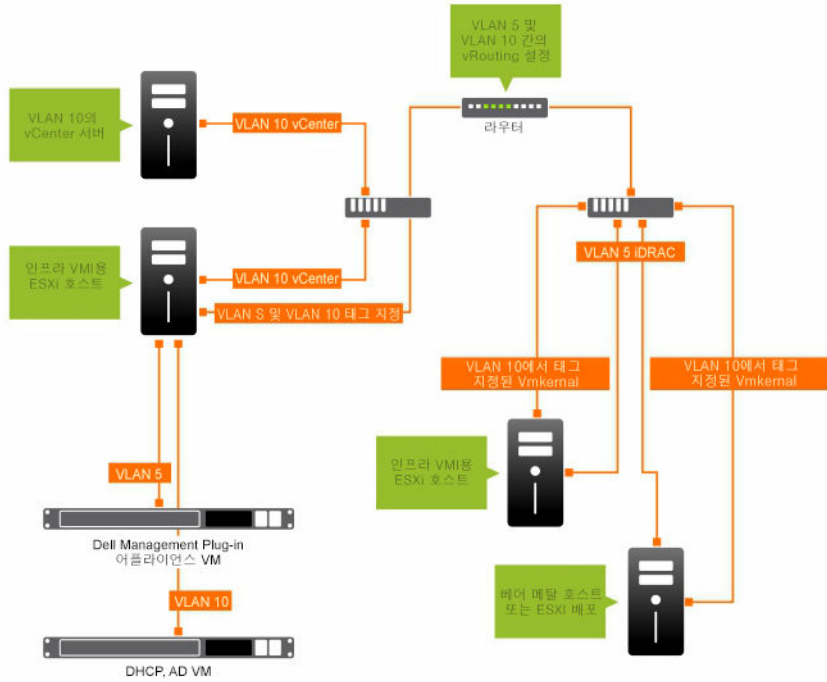 VLAN 5 및
VLAN 10 간의
vRouting 설정
라우터
VLAN 10의
vCenter 서버
VLAN 10 vCenter
인프라 VMI용
ESXi 호스트
VLAN 10 vCenter
VLAN S 및 VLAN 10 태그 지정
VLAN 5 iDRAC
VLAN 10에서 태그
지정된 Vmkernal
VLAN 10에서 태그
지정된 Vmkernal
인프라 VMI용
ESXi 호스트
VLAN 5
Dell Management Plug-in
어플라이언스 VM
VLAN 10
베어 메탈 호스트
또는 ESXI 배포
DHCP, AD VM